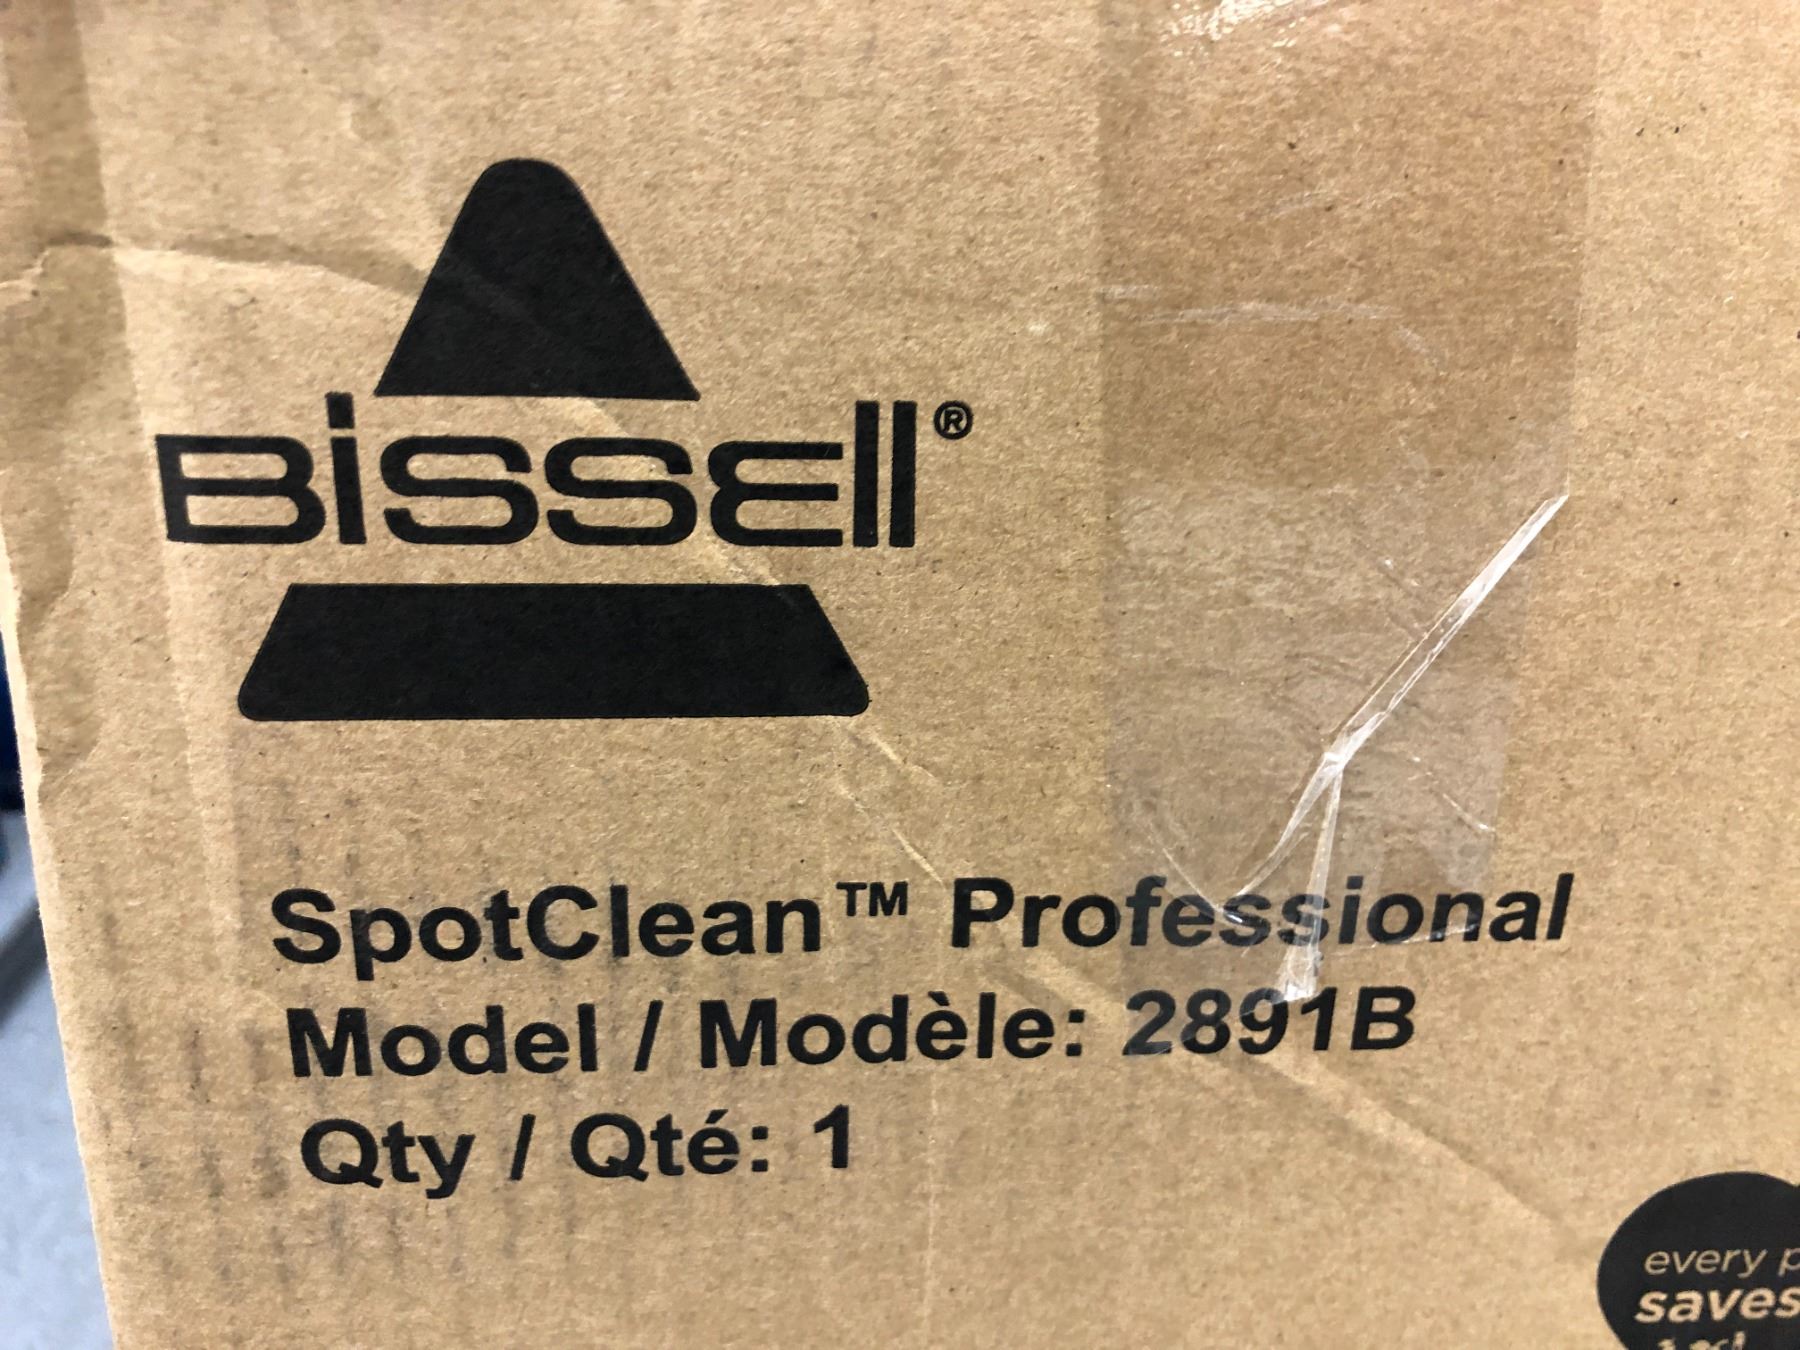 Bissell®
SpotClean™ Professional
Model / Modèle: 2891B
Qty / Qté: 1
every
saves